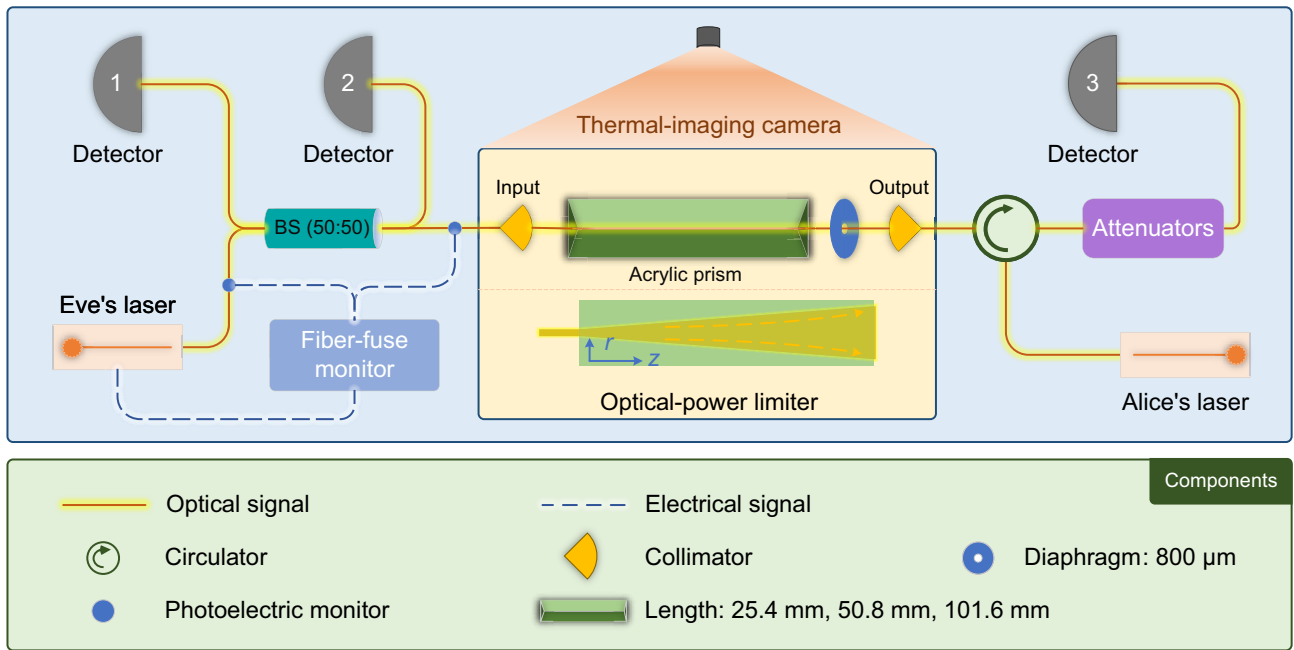 1
2
3
Thermal-imaging camera
Detector
Detector
Detector
Input
Output
BS (50:50)
Attenuators
Acrylic prism
Eve's laser
Fiber-fuse
monitor
r
z
Optical-power limiter
Alice's laser
Components
Optical signal
Electrical signal
Circulator
Collimator
Diaphragm: 800 µm
Photoelectric monitor
Length: 25.4 mm, 50.8 mm, 101.6 mm